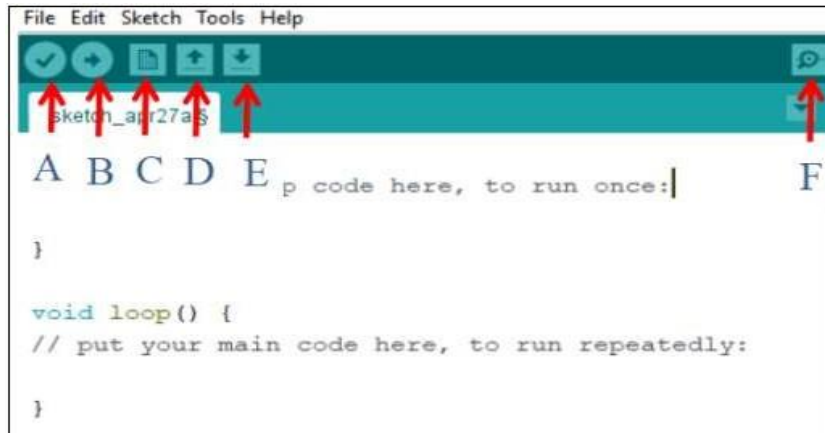 File Edit Sketch Tools Help
sketch_apr27a §
A B C D E F
p code here, to run once:
}
void loop() {
// put your main code here, to run repeatedly:
}